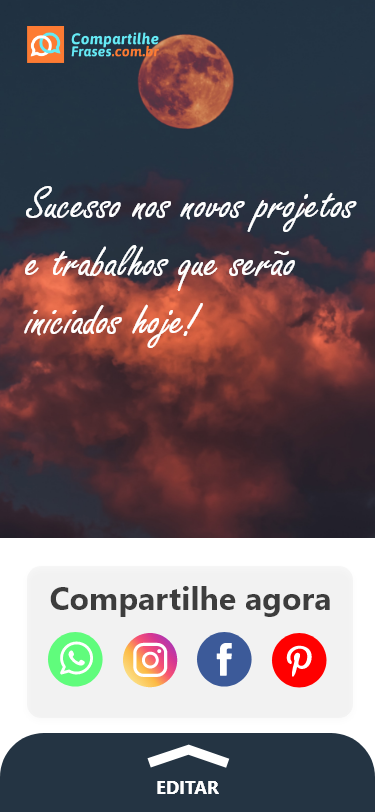 Compartilhe
Frases.com.br
Sucesso nos novos projetos
e trabalhos que serão
iniciados hoje!
Compartilhe agora
EDITAR